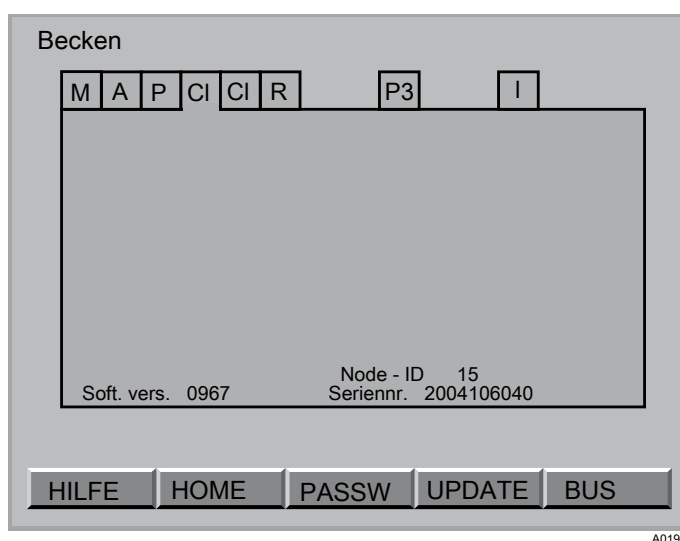 Becken
M A P Cl Cl R P3 I
Node - ID 15
Soft. vers. 0967 Seriennr. 2004106040
HILFE HOME PASSW UPDATE BUS
A019